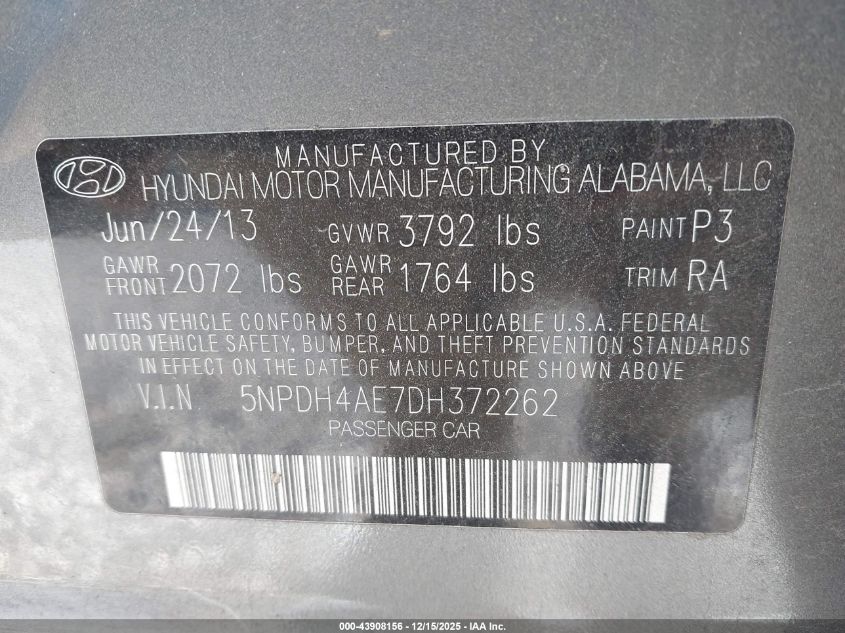 MANUFACTURED BY
HYUNDAI MOTOR MANUFACTURING ALABAMA, LLC
Jun/24/13 GVWR 3792 lbs PAINT P3
GAWR FRONT 2072 lbs GAWR REAR 1764 lbs TRIM RA
THIS VEHICLE CONFORMS TO ALL APPLICABLE U.S.A. FEDERAL
MOTOR VEHICLE SAFETY, BUMPER, AND THEFT PREVENTION STANDARDS
IN EFFECT ON THE DATE OF MANUFACTURE SHOWN ABOVE.
V.I.N 5NPDH4AE7DH372262
PASSENGER CAR
000-43908156 - 12/15/2025 - IAA Inc.